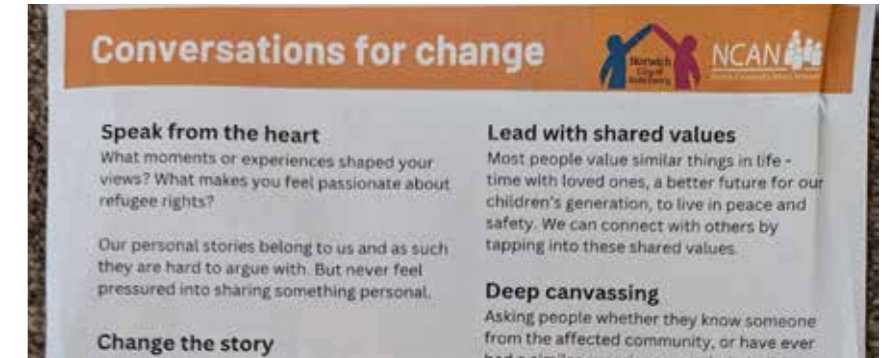 Conversations for change
Norwich
City of
Sanctuary
NCAN
Speak from the heart
What moments or experiences shaped your
views? What makes you feel passionate about
refugee rights?
Our personal stories belong to us and as such
they are hard to argue with. But never feel
pressured into sharing something personal.
Change the story
Lead with shared values
Most people value similar things in life -
time with loved ones, a better future for our
children's generation, to live in peace and
safety. We can connect with others by
tapping into these shared values.
Deep canvassing
Asking people whether they know someone
from the affected community, or have ever